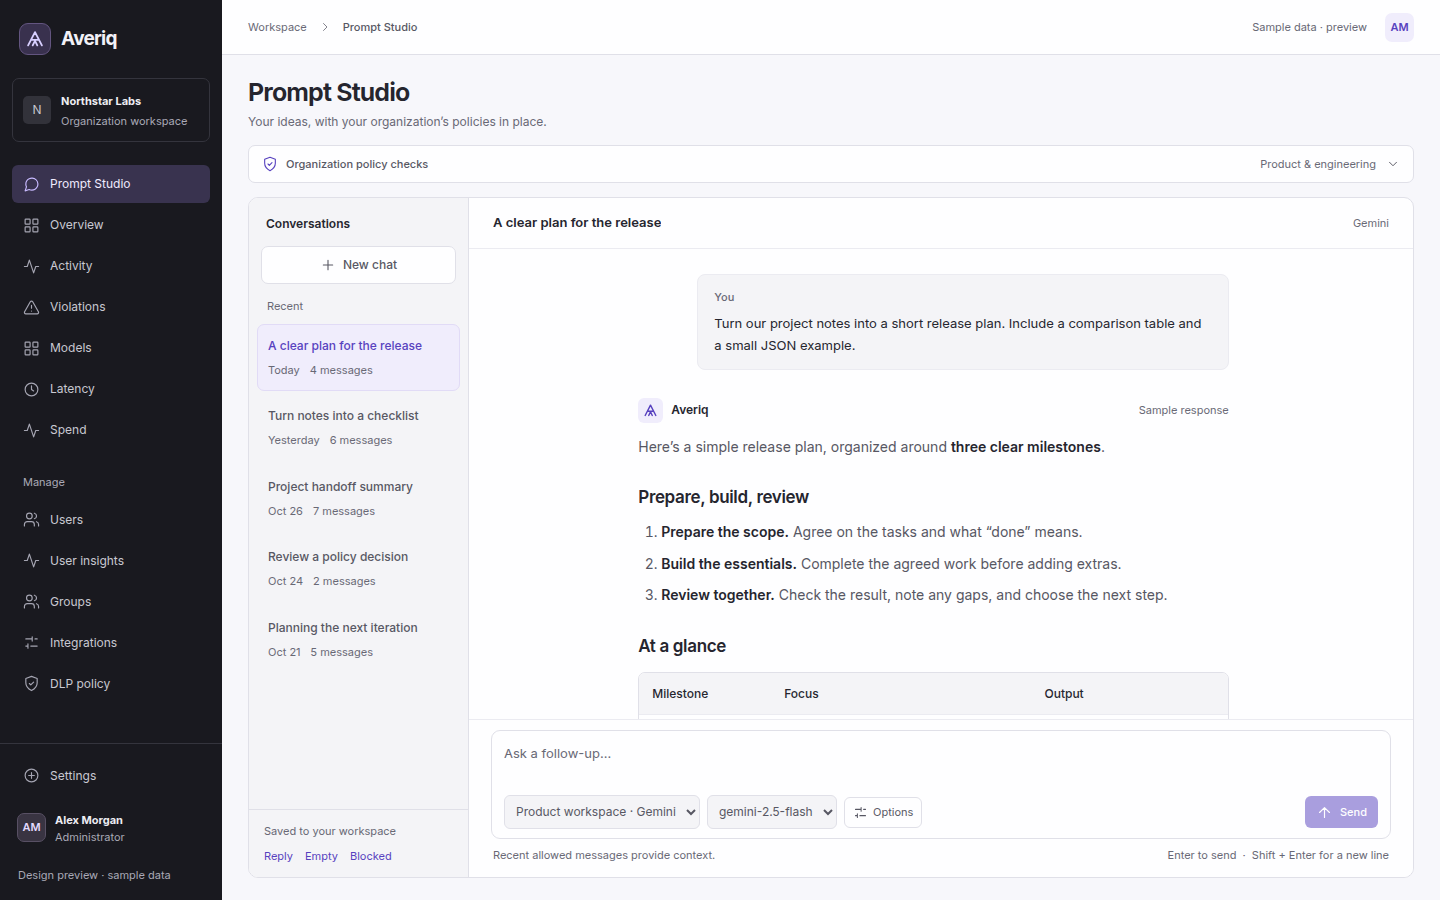 Averiq
N
Northstar Labs
Organization workspace
Prompt Studio
Overview
Activity
Violations
Models
Latency
Spend
Manage
Users
User insights
Groups
Integrations
DLP policy
Settings
AM
Alex Morgan
Administrator
Design preview · sample data
Workspace
Prompt Studio
Sample data · preview
AM
Prompt Studio
Your ideas, with your organization’s policies in place.
Organization policy checks
Product & engineering
Conversations
New chat
Recent
A clear plan for the release
Today 4 messages
Turn notes into a checklist
Yesterday 6 messages
Project handoff summary
Oct 26 7 messages
Review a policy decision
Oct 24 2 messages
Planning the next iteration
Oct 21 5 messages
Saved to your workspace
Reply Empty Blocked
A clear plan for the release
Gemini
You
Turn our project notes into a short release plan. Include a comparison table and
a small JSON example.
Averiq
Sample response
Here’s a simple release plan, organized around three clear milestones.
Prepare, build, review
1. Prepare the scope. Agree on the tasks and what “done” means.
2. Build the essentials. Complete the agreed work before adding extras.
3. Review together. Check the result, note any gaps, and choose the next step.
At a glance
Milestone Focus Output
Ask a follow-up...
Product workspace · Gemini
gemini-2.5-flash
Options
Send
Recent allowed messages provide context.
Enter to send · Shift + Enter for a new line